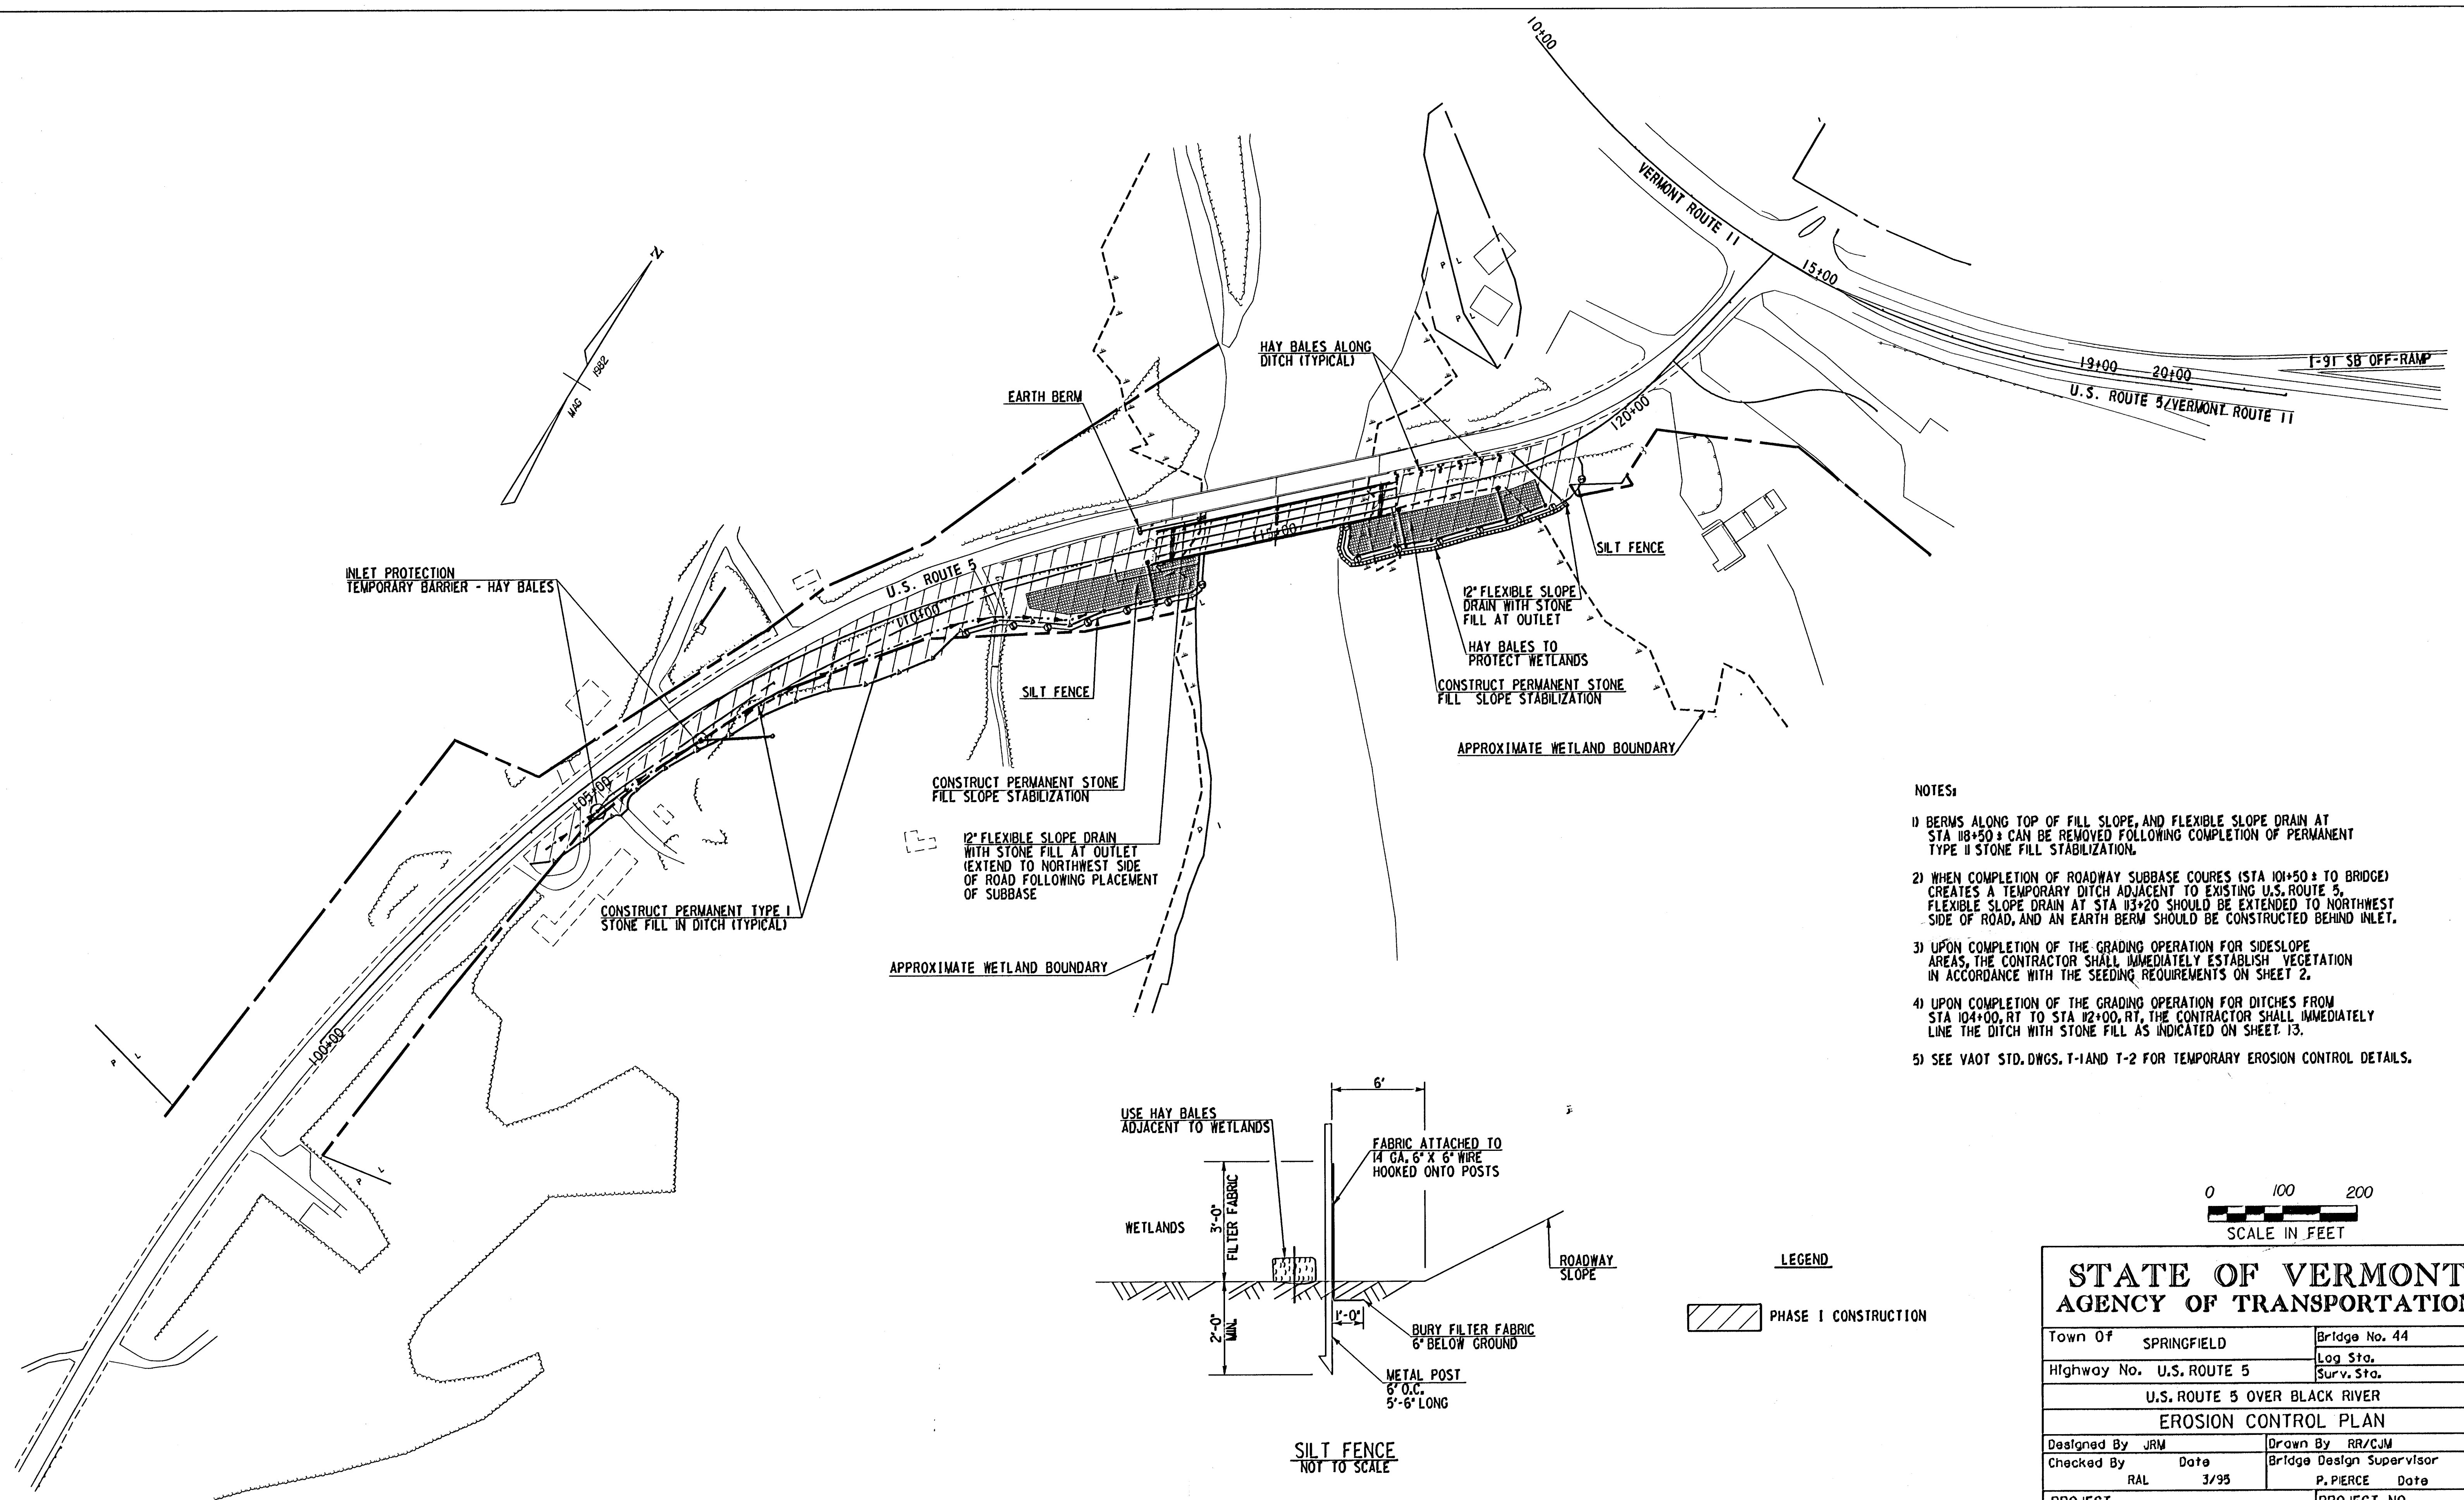 10+00
VERMONT ROUTE 11
15+00
19+00
20+00
I-91 SB OFF-RAMP
U.S. ROUTE 5/VERMONT ROUTE 11
N
1982
MAG
P L
P L
HAY BALES ALONG
DITCH (TYPICAL)
EARTH BERM
120+00
115+00
SILT FENCE
INLET PROTECTION
TEMPORARY BARRIER - HAY BALES
U.S. ROUTE 5
110+00
12" FLEXIBLE SLOPE
DRAIN WITH STONE
FILL AT OUTLET
HAY BALES TO
PROTECT WETLANDS
CONSTRUCT PERMANENT STONE
FILL SLOPE STABILIZATION
SILT FENCE
APPROXIMATE WETLAND BOUNDARY
105+00
CONSTRUCT PERMANENT STONE
FILL SLOPE STABILIZATION
12" FLEXIBLE SLOPE DRAIN
WITH STONE FILL AT OUTLET
(EXTEND TO NORTHWEST SIDE
OF ROAD FOLLOWING PLACEMENT
OF SUBBASE
CONSTRUCT PERMANENT TYPE I
STONE FILL IN DITCH (TYPICAL)
APPROXIMATE WETLAND BOUNDARY
100+00
P L
P L
NOTES:
1) BERMS ALONG TOP OF FILL SLOPE, AND FLEXIBLE SLOPE DRAIN AT
STA 118+50 ± CAN BE REMOVED FOLLOWING COMPLETION OF PERMANENT
TYPE II STONE FILL STABILIZATION.
2) WHEN COMPLETION OF ROADWAY SUBBASE COURES (STA 101+50 ± TO BRIDGE)
CREATES A TEMPORARY DITCH ADJACENT TO EXISTING U.S. ROUTE 5,
FLEXIBLE SLOPE DRAIN AT STA 113+20 SHOULD BE EXTENDED TO NORTHWEST
SIDE OF ROAD, AND AN EARTH BERM SHOULD BE CONSTRUCTED BEHIND INLET.
3) UPON COMPLETION OF THE GRADING OPERATION FOR SIDESLOPE
AREAS, THE CONTRACTOR SHALL IMMEDIATELY ESTABLISH VEGETATION
IN ACCORDANCE WITH THE SEEDING REQUIREMENTS ON SHEET 2.
4) UPON COMPLETION OF THE GRADING OPERATION FOR DITCHES FROM
STA 104+00, RT TO STA 112+00, RT, THE CONTRACTOR SHALL IMMEDIATELY
LINE THE DITCH WITH STONE FILL AS INDICATED ON SHEET 13.
5) SEE VAOT STD. DWGS. T-1 AND T-2 FOR TEMPORARY EROSION CONTROL DETAILS.
6'
USE HAY BALES
ADJACENT TO WETLANDS
FABRIC ATTACHED TO
14 GA. 6" X 6" WIRE
HOOKED ONTO POSTS
WETLANDS
3'-0"
FILTER FABRIC
2'-0"
MIN.
1'-0"
ROADWAY
SLOPE
BURY FILTER FABRIC
6" BELOW GROUND
METAL POST
6' O.C.
5'-6" LONG
SILT FENCE
NOT TO SCALE
LEGEND
PHASE I CONSTRUCTION
0 100 200
SCALE IN FEET
STATE OF VERMONT
AGENCY OF TRANSPORTATION
Town Of SPRINGFIELD
Bridge No. 44
Log Sta.
Highway No. U.S. ROUTE 5
Surv. Sta.
U.S. ROUTE 5 OVER BLACK RIVER
EROSION CONTROL PLAN
Designed By JRM
Drawn By RR/CJM
Checked By Date
RAL 3/95
Bridge Design Supervisor
P. PIERCE Date
PROJECT
PROJECT NO.